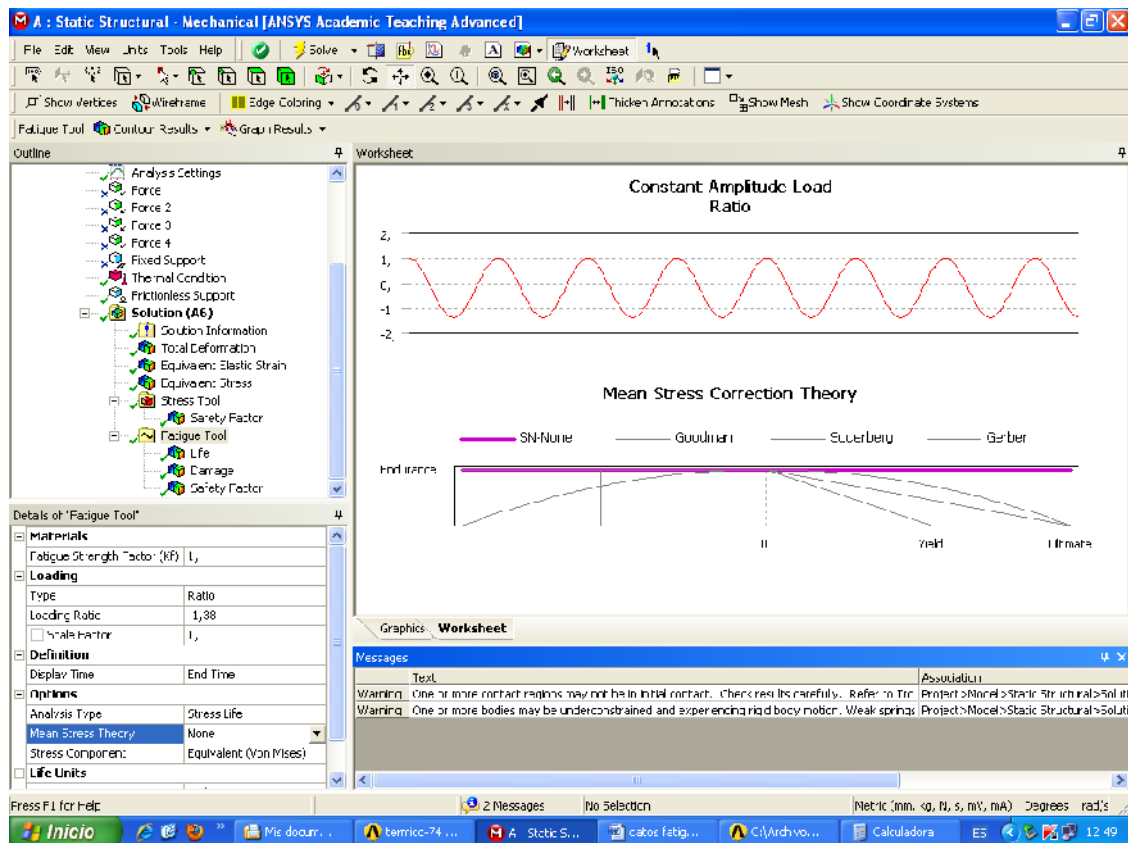 A : Static Structural - Mechanical [ANSYS Academic Teaching Advanced]
File Edit View Units Tools Help Solve Worksheet
Show Vertices Wireframe Edge Coloring Thicken Annotations Show Mesh Show Coordinate Systems
Fatigue Tool Contour Results Graph Results
Outline
Analysis Settings
Force
Force 2
Force 3
Force 4
Fixed Support
Thermal Condition
Frictionless Support
Solution (A6)
Solution Information
Total Deformation
Equivalent Elastic Strain
Equivalent Stress
Stress Tool
Safety Factor
Fatigue Tool
Life
Damage
Safety Factor
Details of "Fatigue Tool"
Materials
Fatigue Strength Factor (Kf) 1,
Loading
Type Ratio
Loading Ratio -1,38
Scale Factor 1,
Definition
Display Time End Time
Options
Analysis Type Stress Life
Mean Stress Theory None
Stress Component Equivalent (Von Mises)
Life Units
Worksheet
Constant Amplitude Load
Ratio
2,
1,
0,
-1
-2,
Mean Stress Correction Theory
SN-None Goodman Soderberg Gerber
Endurance
0 Yield Ultimate
Graphics Worksheet
Messages
Text Association
Warning One or more contact regions may not be in initial contact. Check results carefully. Refer to Project>Model>Static Structural>Soluti
Warning One or more bodies may be underconstrained and experiencing rigid body motion. Weak springs Project>Model>Static Structural>Soluti
Press F1 for Help 2 Messages No Selection Metric (mm, kg, N, s, mV, mA) Degrees rad/s
Inicio Mis docum... temrico-74 ... A - Static S... catos fatig... C:\Archivo... Calculadora ES 12:49